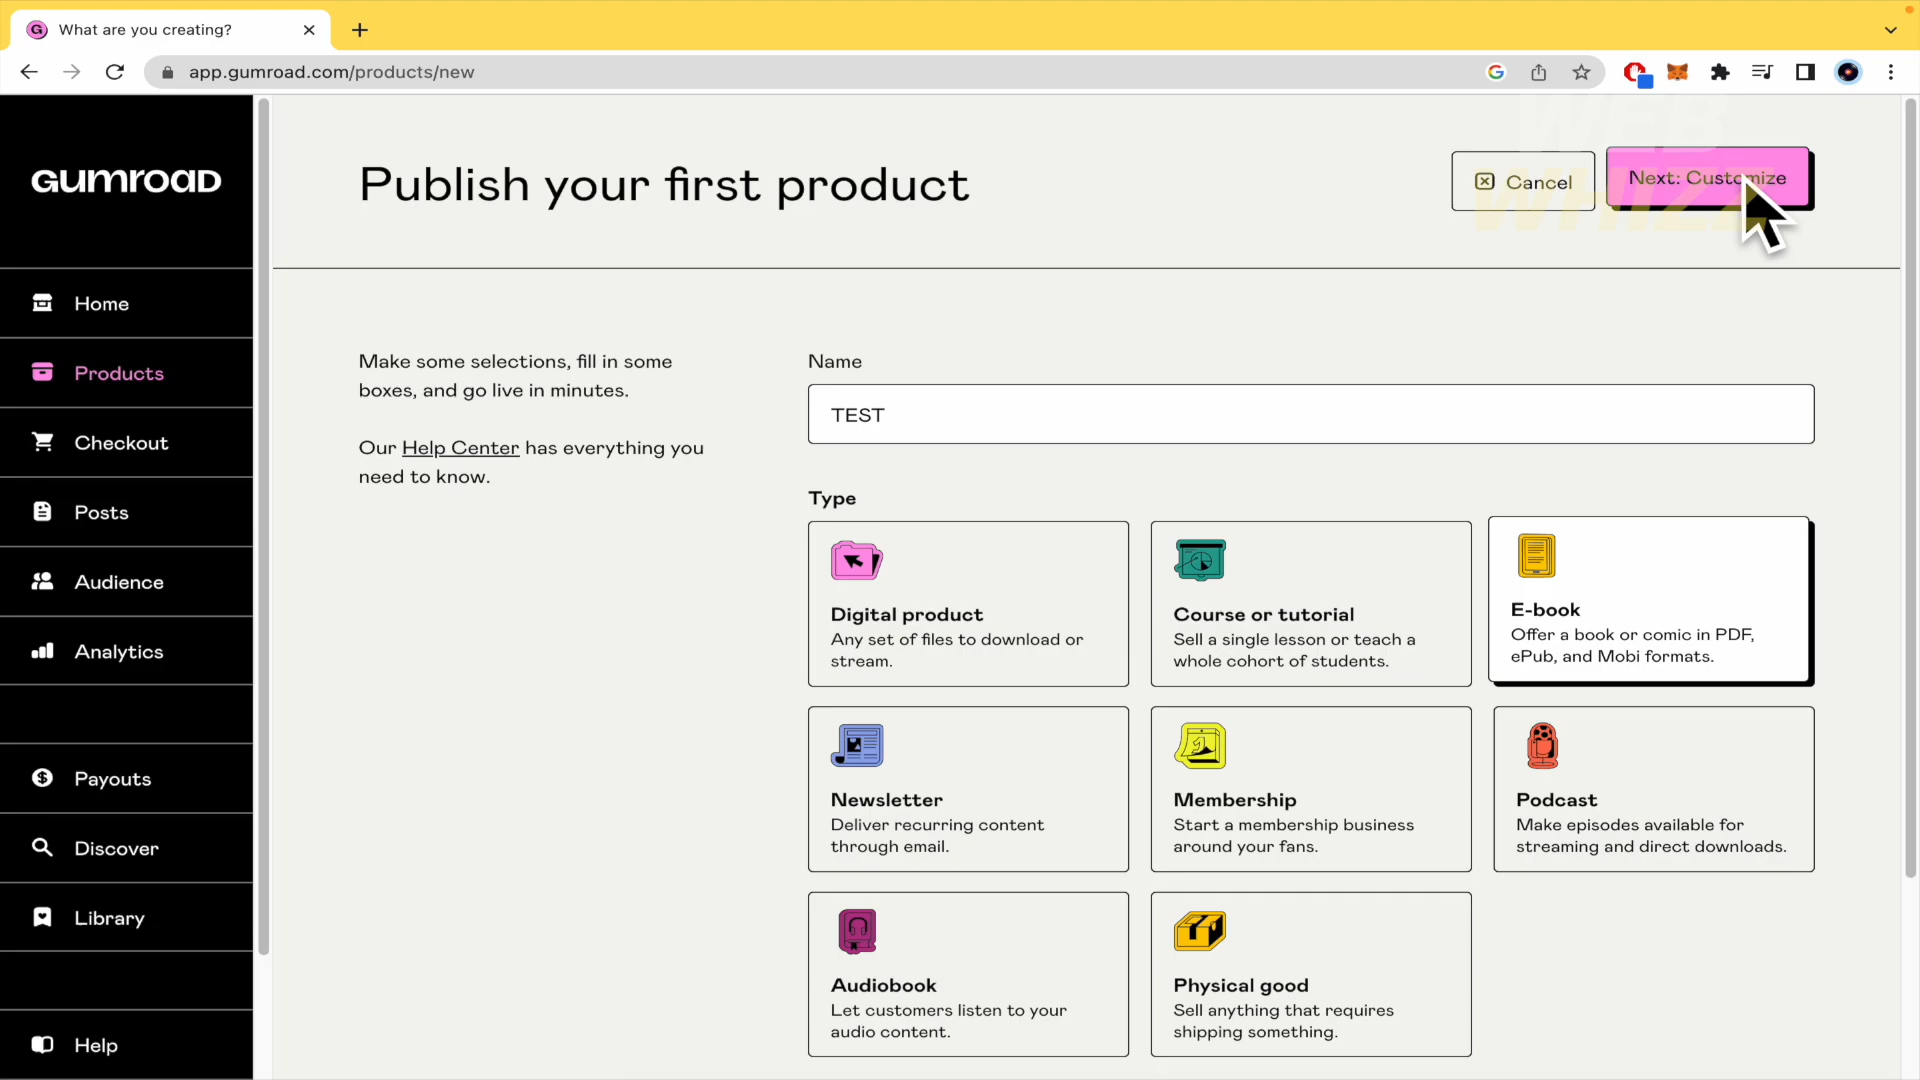 What are you creating?
app.gumroad.com/products/new
GUMROAD
Home
Products
Checkout
Posts
Audience
Analytics
Payouts
Discover
Library
Help
Publish your first product
Cancel
Next: Customize
WEB
WHIZZ
Make some selections, fill in some
boxes, and go live in minutes.
Our Help Center has everything you
need to know.
Name
TEST
Type
Digital product
Any set of files to download or
stream.
Course or tutorial
Sell a single lesson or teach a
whole cohort of students.
E-book
Offer a book or comic in PDF,
ePub, and Mobi formats.
Newsletter
Deliver recurring content
through email.
Membership
Start a membership business
around your fans.
Podcast
Make episodes available for
streaming and direct downloads.
Audiobook
Let customers listen to your
audio content.
Physical good
Sell anything that requires
shipping something.